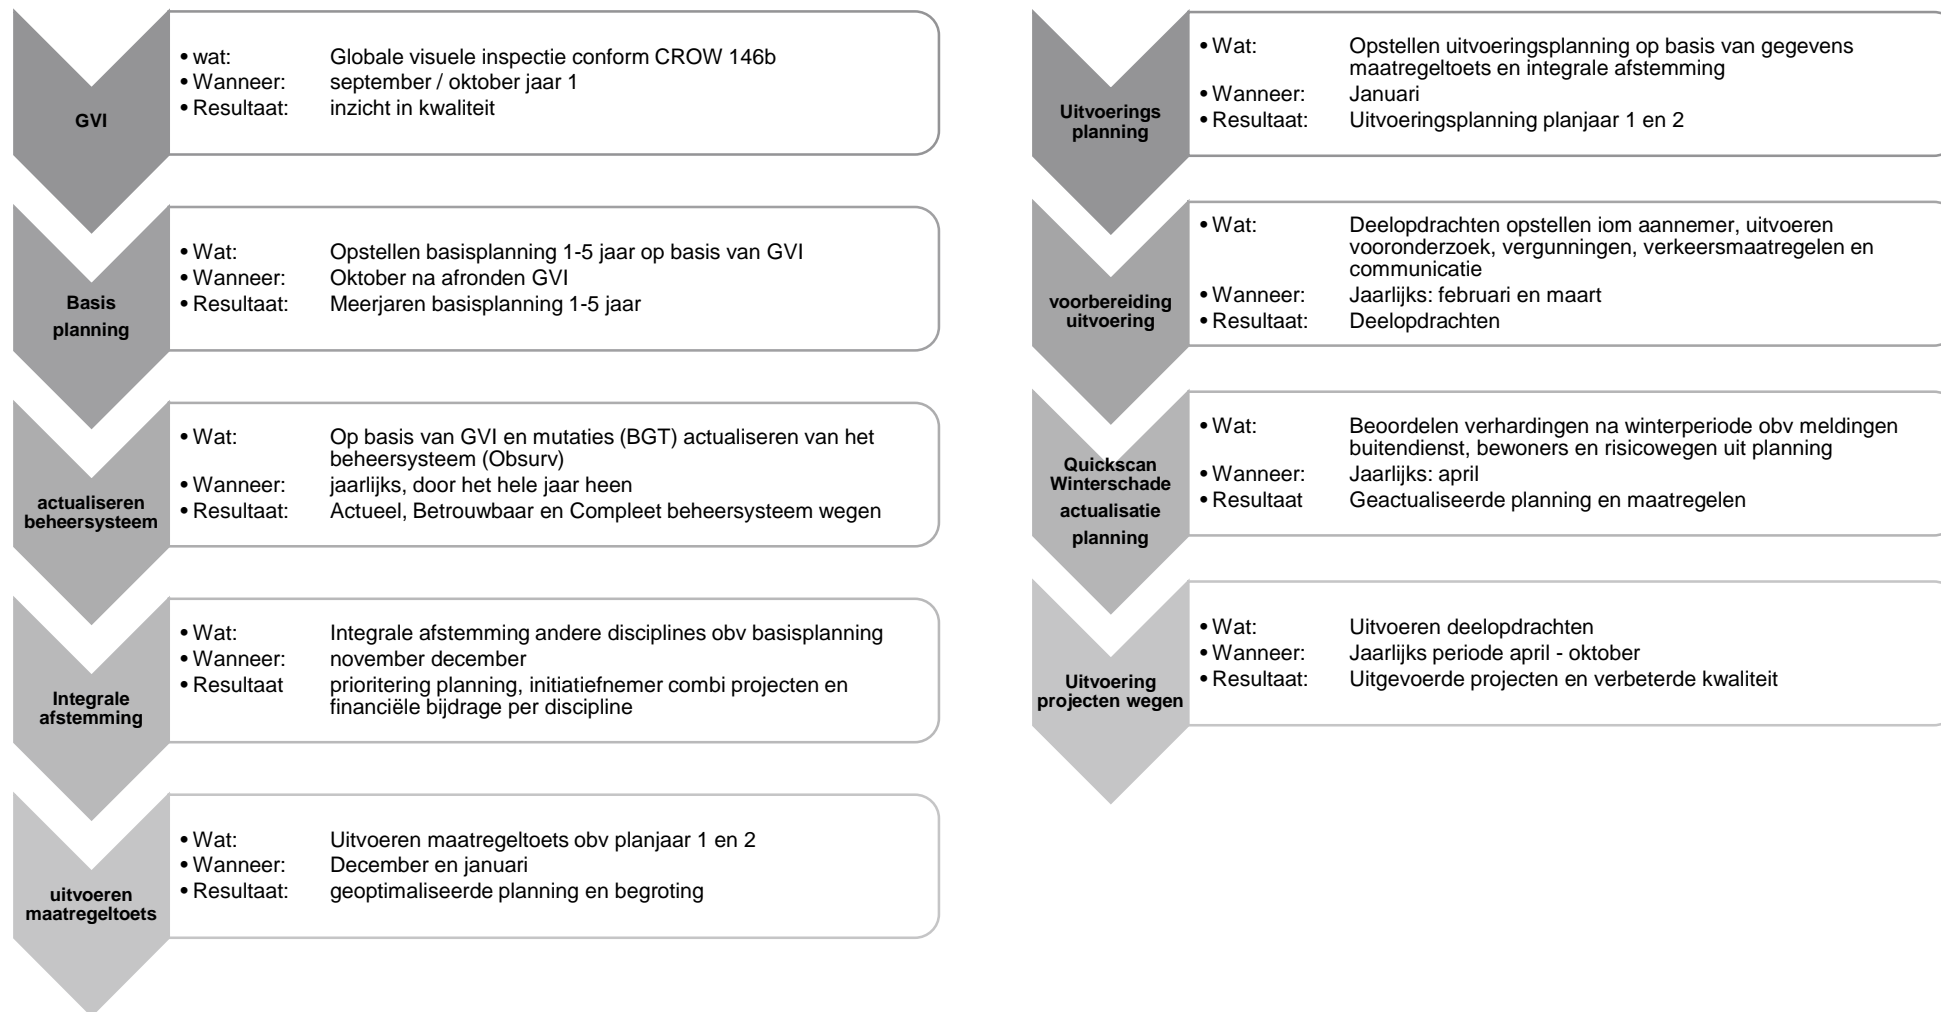 GVI
• wat: Globale visuele inspectie conform CROW 146b
• Wanneer: september / oktober jaar 1
• Resultaat: inzicht in kwaliteit
Basis
planning
• Wat: Opstellen basisplanning 1-5 jaar op basis van GVI
• Wanneer: Oktober na afronden GVI
• Resultaat: Meerjaren basisplanning 1-5 jaar
actualiseren
beheersysteem
• Wat: Op basis van GVI en mutaties (BGT) actualiseren van het
beheersysteem (Obsurv)
• Wanneer: jaarlijks, door het hele jaar heen
• Resultaat: Actueel, Betrouwbaar en Compleet beheersysteem wegen
Integrale
afstemming
• Wat: Integrale afstemming andere disciplines obv basisplanning
• Wanneer: november december
• Resultaat prioritering planning, initiatiefnemer combi projecten en
financiële bijdrage per discipline
uitvoeren
maatregeltoets
• Wat: Uitvoeren maatregeltoets obv planjaar 1 en 2
• Wanneer: December en januari
• Resultaat: geoptimaliseerde planning en begroting
Uitvoerings
planning
• Wat: Opstellen uitvoeringsplanning op basis van gegevens
maatregeltoets en integrale afstemming
• Wanneer: Januari
• Resultaat: Uitvoeringsplanning planjaar 1 en 2
voorbereiding
uitvoering
• Wat: Deelopdrachten opstellen iom aannemer, uitvoeren
vooronderzoek, vergunningen, verkeersmaatregelen en
communicatie
• Wanneer: Jaarlijks: februari en maart
• Resultaat: Deelopdrachten
Quickscan
Winterschade
actualisatie
planning
• Wat: Beoordelen verhardingen na winterperiode obv meldingen
buitendienst, bewoners en risicowegen uit planning
• Wanneer: Jaarlijks: april
• Resultaat Geactualiseerde planning en maatregelen
Uitvoering
projecten wegen
• Wat: Uitvoeren deelopdrachten
• Wanneer: Jaarlijks periode april - oktober
• Resultaat: Uitgevoerde projecten en verbeterde kwaliteit